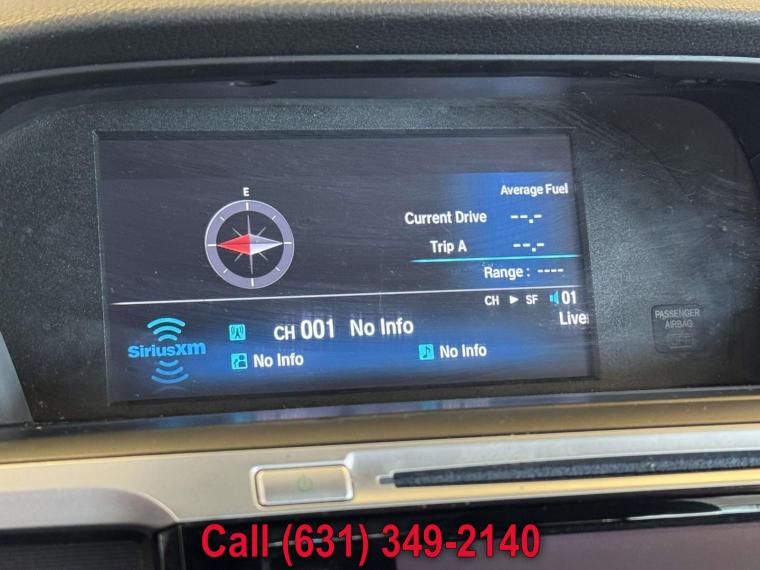 E
Average Fuel
Current Drive --.-
Trip A --.-
Range : ----
CH ▶ SF 01
Live
SiriusXm
CH 001 No Info
No Info
No Info
PASSENGER
AIRBAG
Call (631) 349-2140